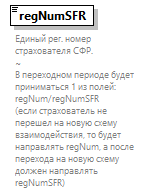 regNumSFR
Единый рег. номер
страхователя СФР.
~
В переходном периоде будет
приниматься 1 из полей:
regNum/regNumSFR
(если страхователь не
перешел на новую схему
взаимодействия, то будет
направлять regNum, а после
перехода на новую схему
должен направлять
regNumSFR)